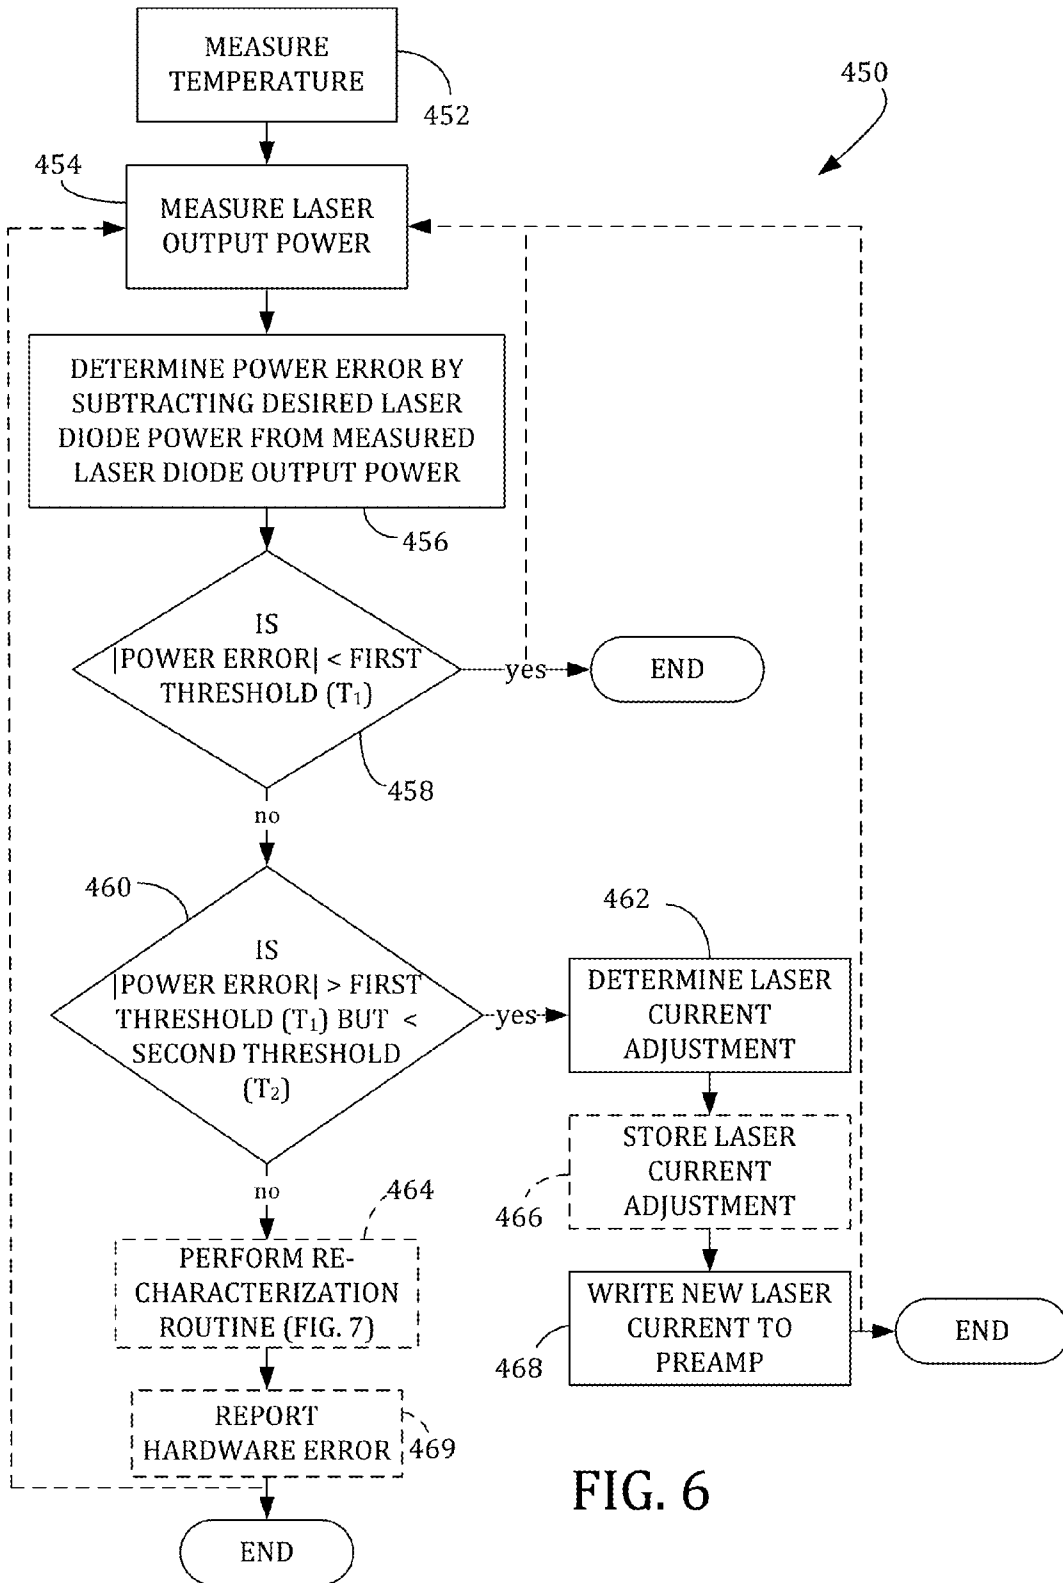 MEASURE
TEMPERATURE
452
450
454
MEASURE LASER
OUTPUT POWER
DETERMINE POWER ERROR BY
SUBTRACTING DESIRED LASER
DIODE POWER FROM MEASURED
LASER DIODE OUTPUT POWER
456
IS
|POWER ERROR| < FIRST
THRESHOLD (T₁)
yes
END
458
no
460
IS
|POWER ERROR| > FIRST
THRESHOLD (T₁) BUT <
SECOND THRESHOLD
(T₂)
yes
462
DETERMINE LASER
CURRENT
ADJUSTMENT
STORE LASER
CURRENT
ADJUSTMENT
466
no
464
PERFORM RE-
CHARACTERIZATION
ROUTINE (FIG. 7)
WRITE NEW LASER
CURRENT TO
PREAMP
468
END
REPORT
HARDWARE ERROR
469
END
FIG. 6